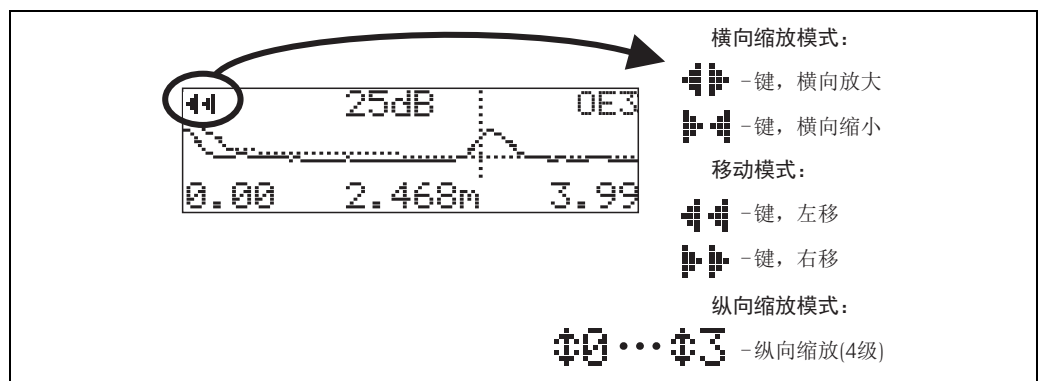 25dB
0E3
0.00 2.468m 3.99
横向缩放模式：
-键，横向放大
-键，横向缩小
移动模式：
-键，左移
-键，右移
纵向缩放模式：
0•••3 -纵向缩放(4级)